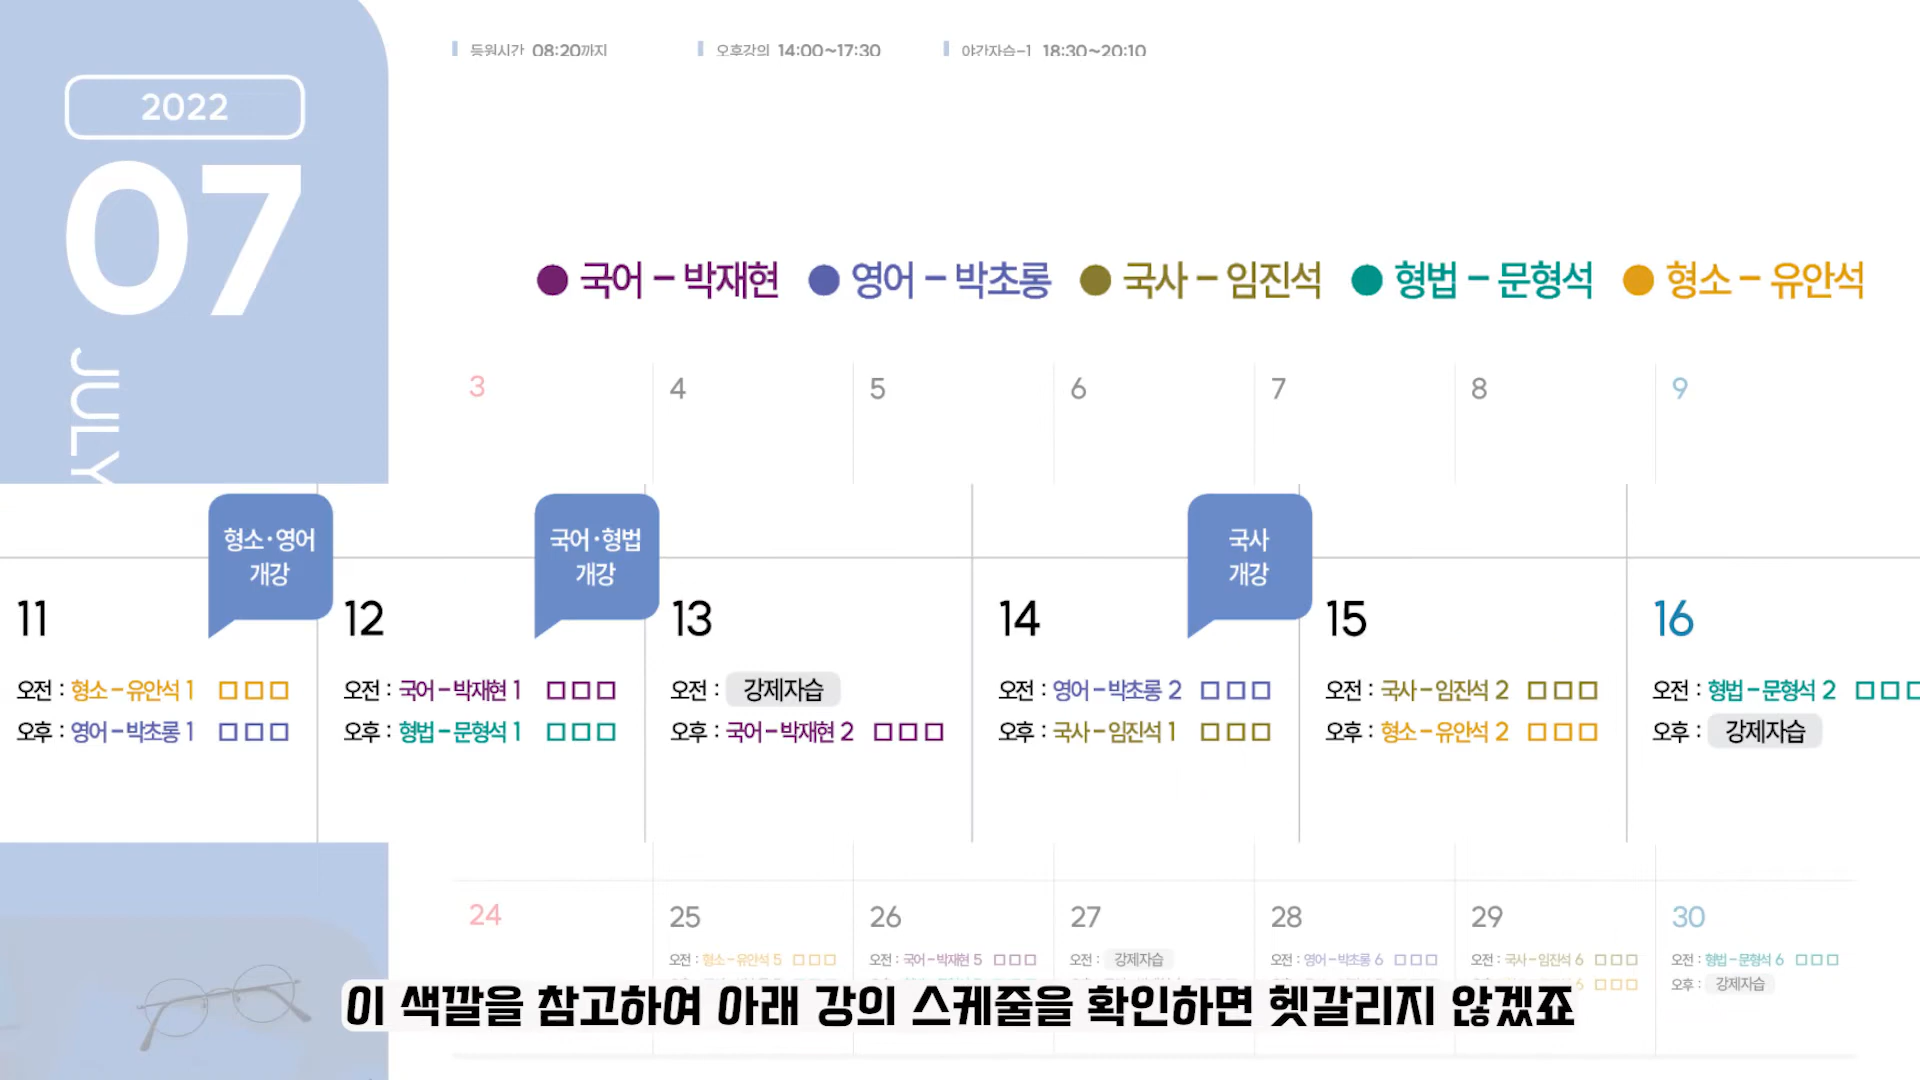 등원시간 08:20까지
오후강의 14:00~17:30
야간자습-1 18:30~20:10
2022
07
JULY
국어 - 박재현
영어 - 박초롱
국사 - 임진석
형법 - 문형석
형소 - 유안석
3
4
5
6
7
8
9
형소·영어
개강
국어·형법
개강
국사
개강
11
오전 : 형소 - 유안석 1 □□□
오후 : 영어 - 박초롱 1 □□□
12
오전 : 국어 - 박재현 1 □□□
오후 : 형법 - 문형석 1 □□□
13
오전 : 강제자습
오후 : 국어 - 박재현 2 □□□
14
오전 : 영어 - 박초롱 2 □□□
오후 : 국사 - 임진석 1 □□□
15
오전 : 국사 - 임진석 2 □□□
오후 : 형소 - 유안석 2 □□□
16
오전 : 형법 - 문형석 2 □□□
오후 : 강제자습
24
25
오전 : 형소 - 유안석 5 □□□
26
오전 : 국어 - 박재현 5 □□□
27
오전 : 강제자습
28
오전 : 영어 - 박초롱 6 □□□
29
오전 : 국사 - 임진석 6 □□□
6 □□□
30
오전 : 형법 - 문형석 6 □□□
오후 : 강제자습
이 색깔을 참고하여 아래 강의 스케줄을 확인하면 헷갈리지 않겠죠